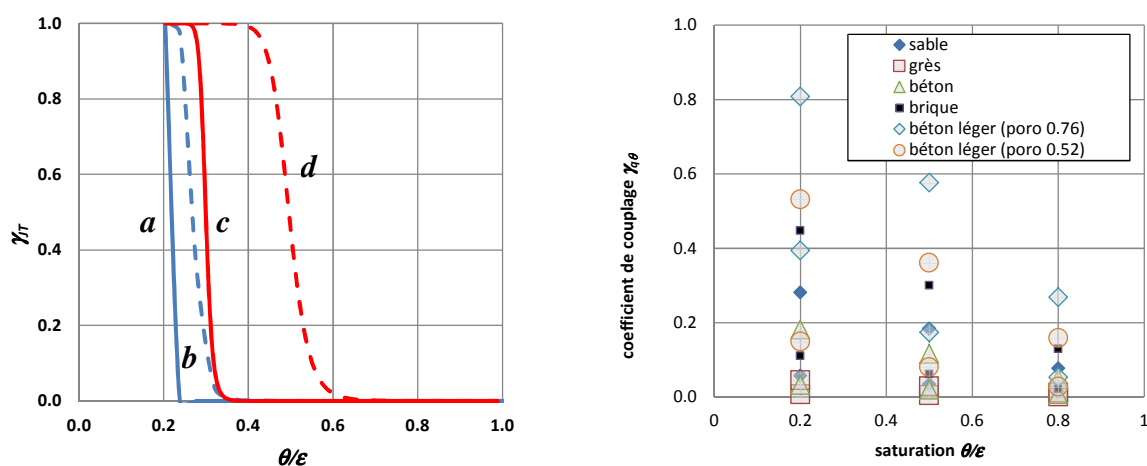 1.0
0.8
0.6
0.4
0.2
0.0
γJT
a
b
c
d
0.0 0.2 0.4 0.6 0.8 1.0
θ/ε
1.0
0.8
0.6
0.4
0.2
0.0
coefficient de couplage γqθ
sable
grès
béton
brique
béton léger (poro 0.76)
béton léger (poro 0.52)
0 0.2 0.4 0.6 0.8 1
saturation θ/ε